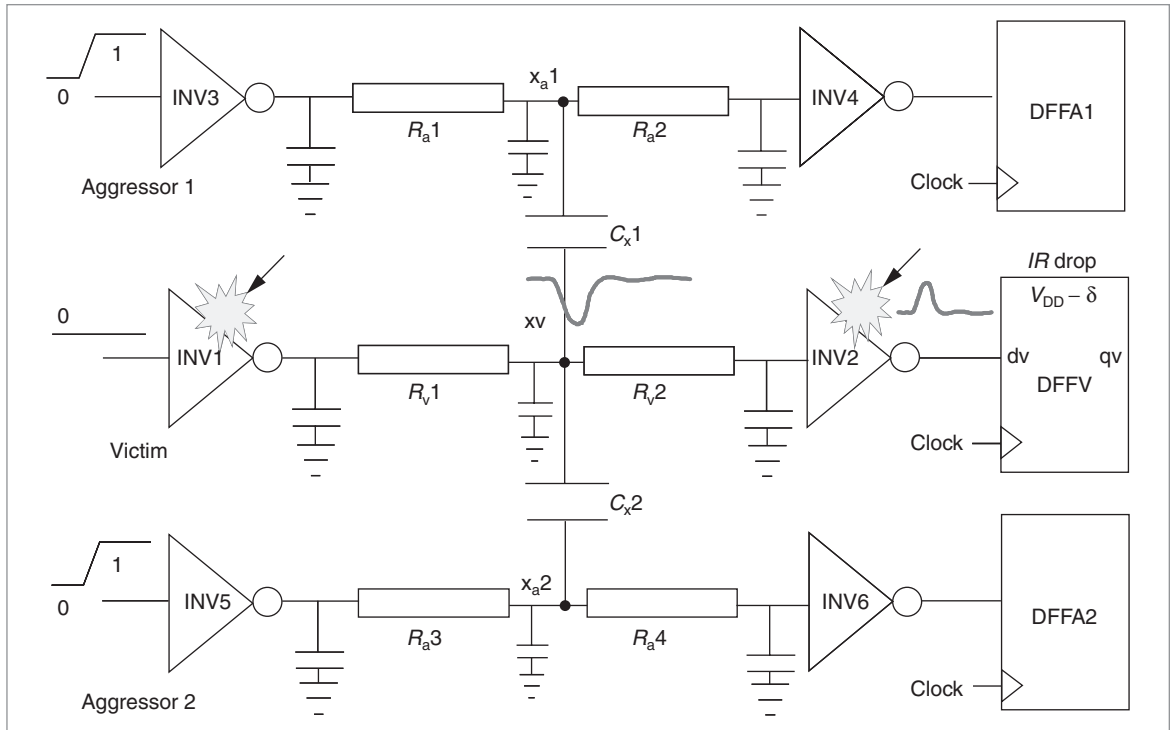 1
0
INV3
Aggressor 1
Rₐ1
xₐ1
Rₐ2
INV4
DFFA1
Clock
Cₓ1
0
INV1
Victim
Rᵥ1
xv
Rᵥ2
INV2
IR drop
V_DD – δ
dv
qv
DFFV
Clock
Cₓ2
1
0
INV5
Aggressor 2
Rₐ3
xₐ2
Rₐ4
INV6
DFFA2
Clock